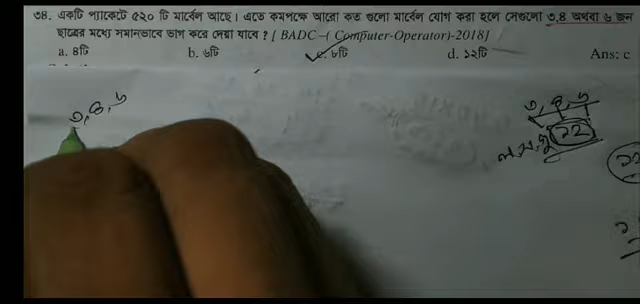 ৩৪. একটি প্যাকেটে ৫২০ টি মার্বেল আছে। এতে কমপক্ষে আরো কত গুলো মার্বেল যোগ করা হলে সেগুলো ৩,৪ অথবা ৬ জন
ছাত্রের মধ্যে সমানভাবে ভাগ করে দেয়া যাবে ? [ BADC –( Computer-Operator)-2018]
a. ৪টি b. ৬টি c. ৮টি d. ১২টি Ans: c
৩, ৪, ৬
৩, ৪, ৬
ল,সা,গু ১২